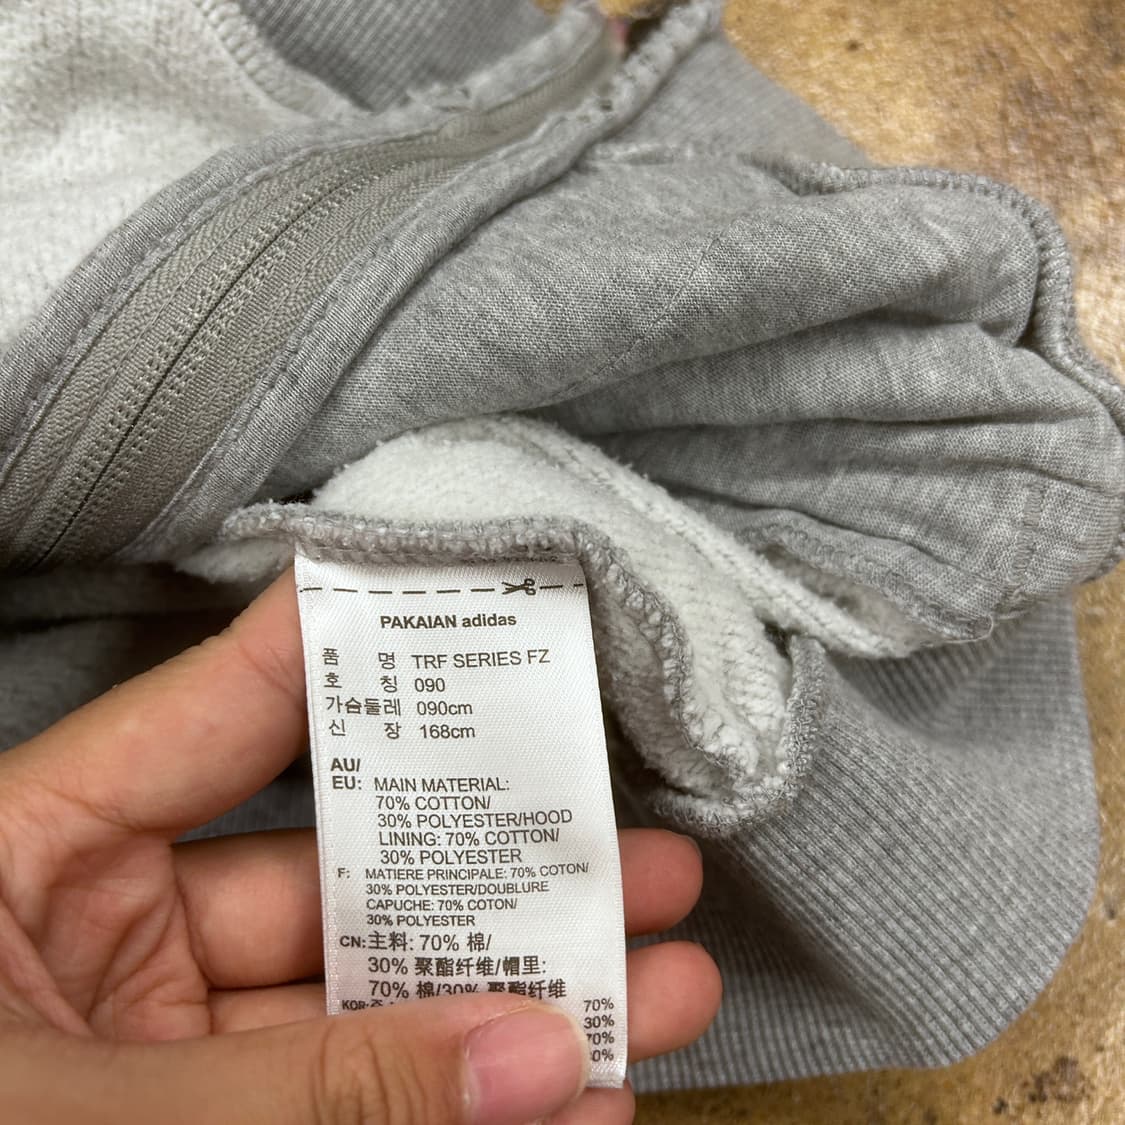 PAKAIAN adidas
품 명 TRF SERIES FZ
호 칭 090
가슴둘레 090cm
신 장 168cm
AU/
EU: MAIN MATERIAL:
70% COTTON/
30% POLYESTER/HOOD
LINING: 70% COTTON/
30% POLYESTER
F: MATIERE PRINCIPALE: 70% COTON/
30% POLYESTER/DOUBLURE
CAPUCHE: 70% COTON/
30% POLYESTER
CN: 主料: 70% 棉/
30% 聚酯纤维/帽里:
70% 棉/30% 聚酯纤维
KOR: 70%
30%
70%